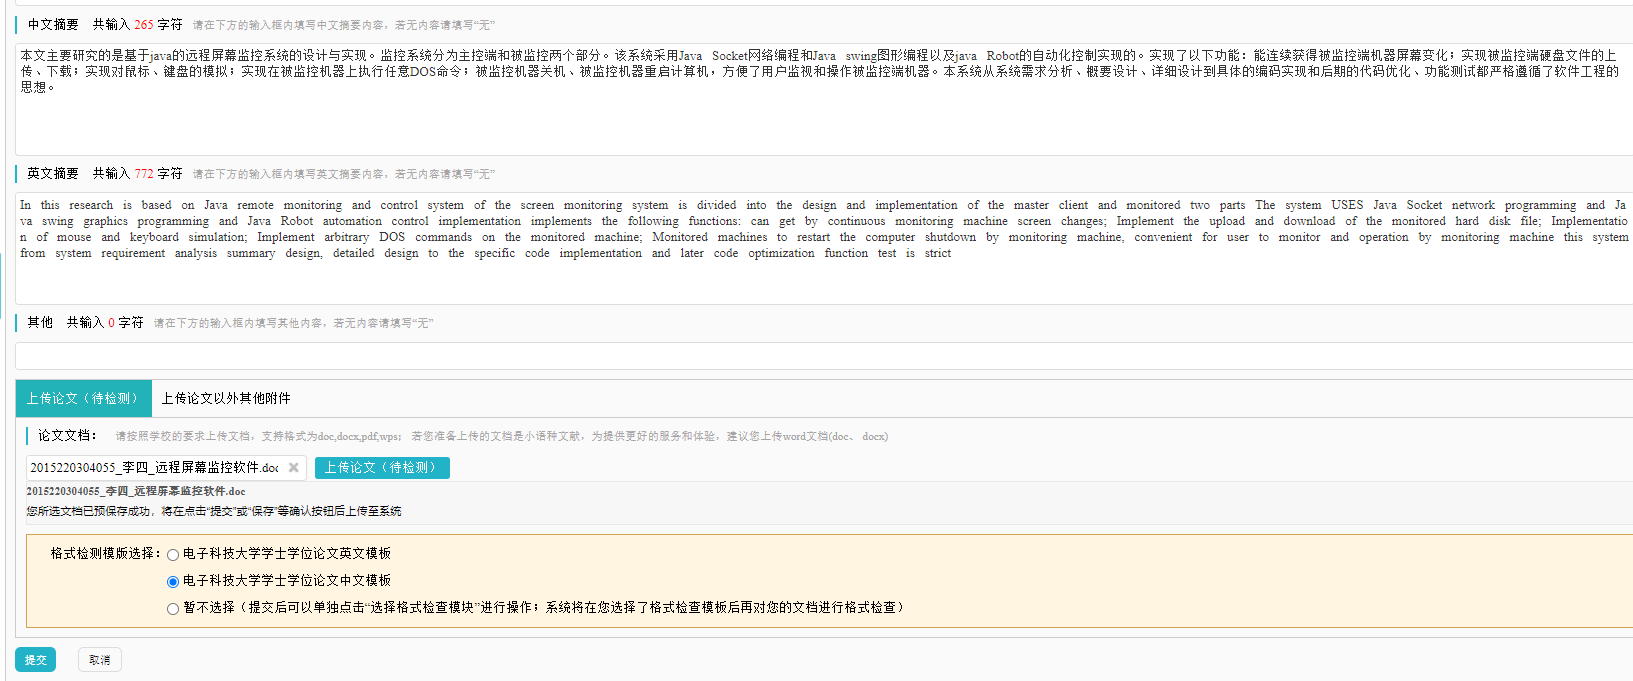 中文摘要 共输入 265 字符 请在下方的输入框内填写中文摘要内容，若无内容请填写“无”
本文主要研究的是基于java的远程屏幕监控系统的设计与实现。监控系统分为主控端和被监控两个部分。该系统采用Java Socket网络编程和Java swing图形编程以及java Robot的自动化控制实现的。实现了以下功能：能连续获得被监控端机器屏幕变化；实现被监控端硬盘文件的上
传、下载；实现对鼠标、键盘的模拟；实现在被监控机器上执行任意DOS命令；被监控机器关机、被监控机器重启计算机，方便了用户监视和操作被监控端机器。本系统从系统需求分析、概要设计、详细设计到具体的编码实现和后期的代码优化、功能测试都严格遵循了软件工程的
思想。
英文摘要 共输入 772 字符 请在下方的输入框内填写英文摘要内容，若无内容请填写“无”
In this research is based on Java remote monitoring and control system of the screen monitoring system is divided into the design and implementation of the master client and monitored two parts The system USES Java Socket network programming and Ja
va swing graphics programming and Java Robot automation control implementation implements the following functions: can get by continuous monitoring machine screen changes; Implement the upload and download of the monitored hard disk file; Implementatio
n of mouse and keyboard simulation; Implement arbitrary DOS commands on the monitored machine; Monitored machines to restart the computer shutdown by monitoring machine, convenient for user to monitor and operation by monitoring machine this system
from system requirement analysis summary design, detailed design to the specific code implementation and later code optimization function test is strict
其他 共输入 0 字符 请在下方的输入框内填写其他内容，若无内容请填写“无”
上传论文（待检测） 上传论文以外其他附件
论文文档： 请按照学校的要求上传文档，支持格式为doc,docx,pdf,wps; 若您准备上传的文档是小语种文献，为提供更好的服务和体验，建议您上传word文档(doc、docx)
2015220304055_李四_远程屏幕监控软件.doc 上传论文（待检测）
2015220304055_李四_远程屏幕监控软件.doc
您所选文档已预保存成功，将在点击“提交”或“保存”等确认按钮后上传至系统
格式检测模版选择： 电子科技大学学士学位论文英文模板
电子科技大学学士学位论文中文模板
暂不选择（提交后可以单独点击“选择格式检查模块”进行操作；系统将在您选择了格式检查模板后再对您的文档进行格式检查）
提交 取消